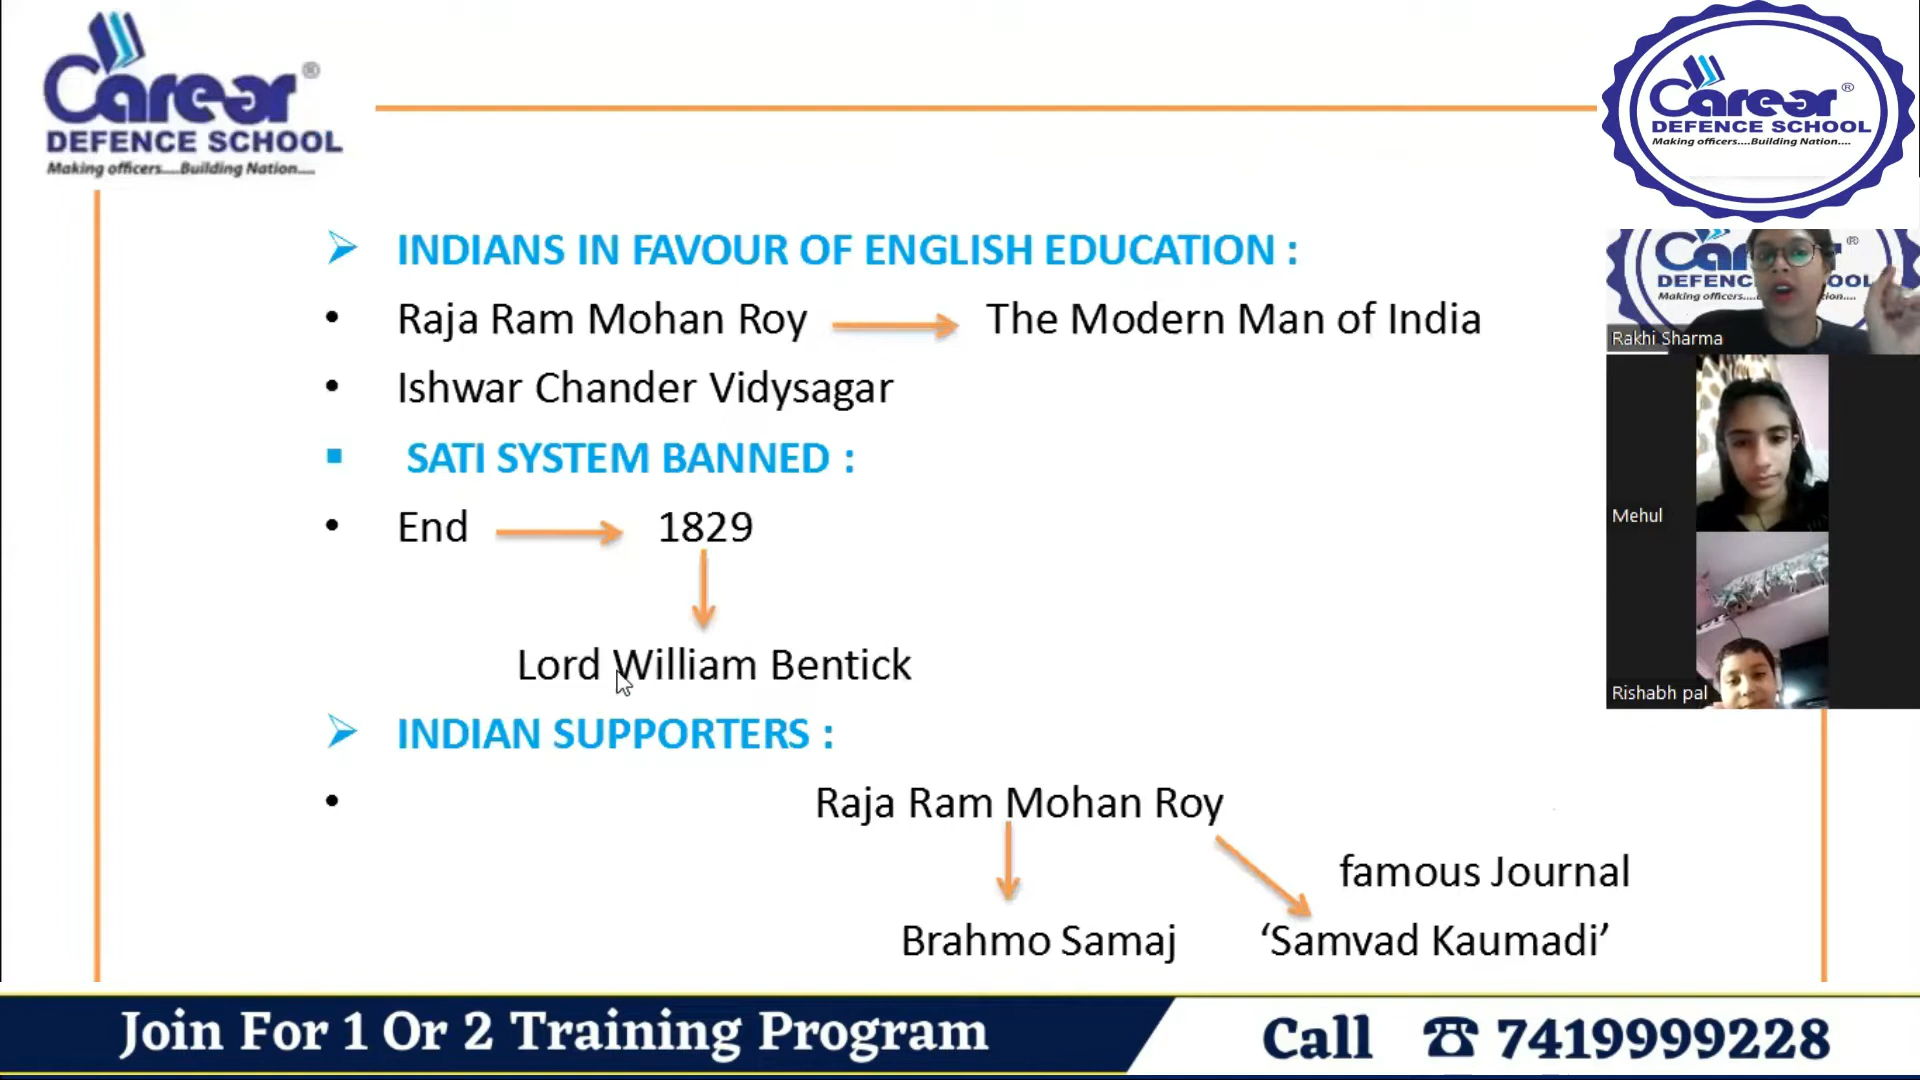 Carear®
DEFENCE SCHOOL
Making officers....Building Nation....
Carear®
DEFENCE SCHOOL
Making officers....Building Nation....
INDIANS IN FAVOUR OF ENGLISH EDUCATION :
• Raja Ram Mohan Roy → The Modern Man of India
• Ishwar Chander Vidysagar
SATI SYSTEM BANNED :
• End → 1829
Lord William Bentick
INDIAN SUPPORTERS :
• Raja Ram Mohan Roy
famous Journal
Brahmo Samaj ‘Samvad Kaumadi’
Rakhi Sharma
Mehul
Rishabh pal
Join For 1 Or 2 Training Program
Call ☎ 7419999228